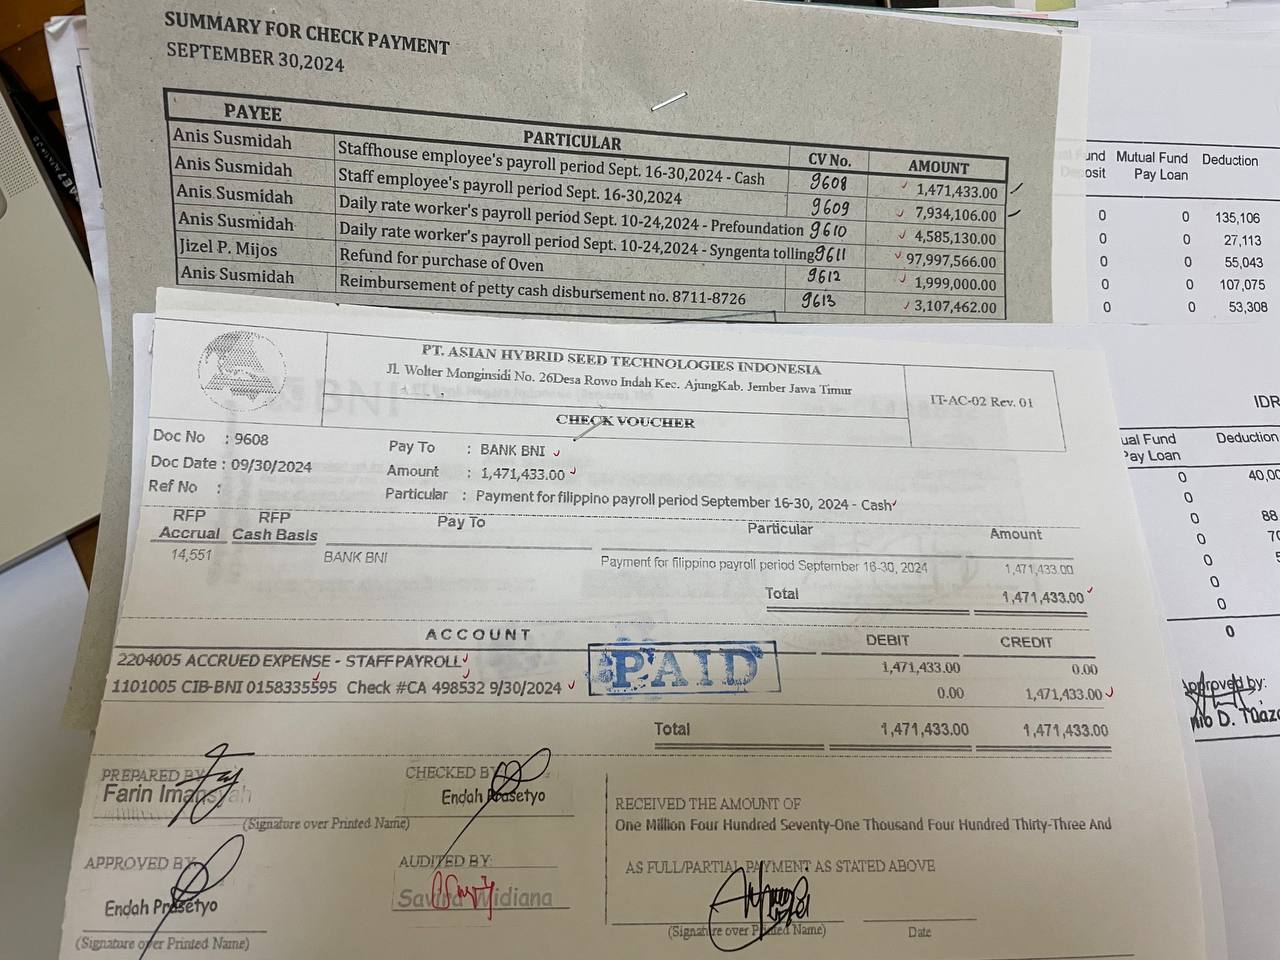 SUMMARY FOR CHECK PAYMENT
SEPTEMBER 30,2024
PAYEE PARTICULAR CV No. AMOUNT
Anis Susmidah Staffhouse employee's payroll period Sept. 16-30,2024 - Cash 9608 1,471,433.00
Anis Susmidah Staff employee's payroll period Sept. 16-30,2024 9609 7,934,106.00
Anis Susmidah Daily rate worker's payroll period Sept. 10-24,2024 - Prefoundation 9610 4,585,130.00
Anis Susmidah Daily rate worker's payroll period Sept. 10-24,2024 - Syngenta tolling 9611 97,997,566.00
Jizel P. Mijos Refund for purchase of Oven 9612 1,999,000.00
Anis Susmidah Reimbursement of petty cash disbursement no. 8711-8726 9613 3,107,462.00
Mutual Fund Deduction
Pay Loan
0 0 135,106
0 0 27,113
0 0 55,043
0 0 107,075
0 0 53,308
PT. ASIAN HYBRID SEED TECHNOLOGIES INDONESIA
Jl. Wolter Monginsidi No. 26Desa Rowo Indah Kec. AjungKab. Jember Jawa Timur
IT-AC-02 Rev. 01
CHECK VOUCHER
Doc No : 9608 Pay To : BANK BNI
Doc Date : 09/30/2024 Amount : 1,471,433.00
Ref No : Particular : Payment for filippino payroll period September 16-30, 2024 - Cash
RFP RFP Pay To Particular Amount
Accrual Cash Basis
14,551 BANK BNI Payment for filippino payroll period September 16-30, 2024 1,471,433.00
Total 1,471,433.00
ACCOUNT DEBIT CREDIT
2204005 ACCRUED EXPENSE - STAFF PAYROLL 1,471,433.00 0.00
1101005 CIB-BNI 0158335595 Check #CA 498532 9/30/2024 0.00 1,471,433.00
PAID
Total 1,471,433.00 1,471,433.00
PREPARED BY: CHECKED BY
Farin Imansyah Endah Prasetyo
(Signature over Printed Name)
RECEIVED THE AMOUNT OF
One Million Four Hundred Seventy-One Thousand Four Hundred Thirty-Three And
APPROVED BY: AUDITED BY:
AS FULL/PARTIAL PAYMENT AS STATED ABOVE
Endah Prasetyo Widiana
(Signature over Printed Name) (Signature over Printed Name) Date
IDR
Fund Deduction
Pay Loan
0
0 88
0
0
0
0
0
Approved by: